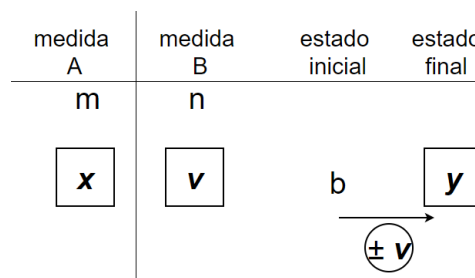 medida medida estado estado
A B inicial final
m n
x v b y
± v